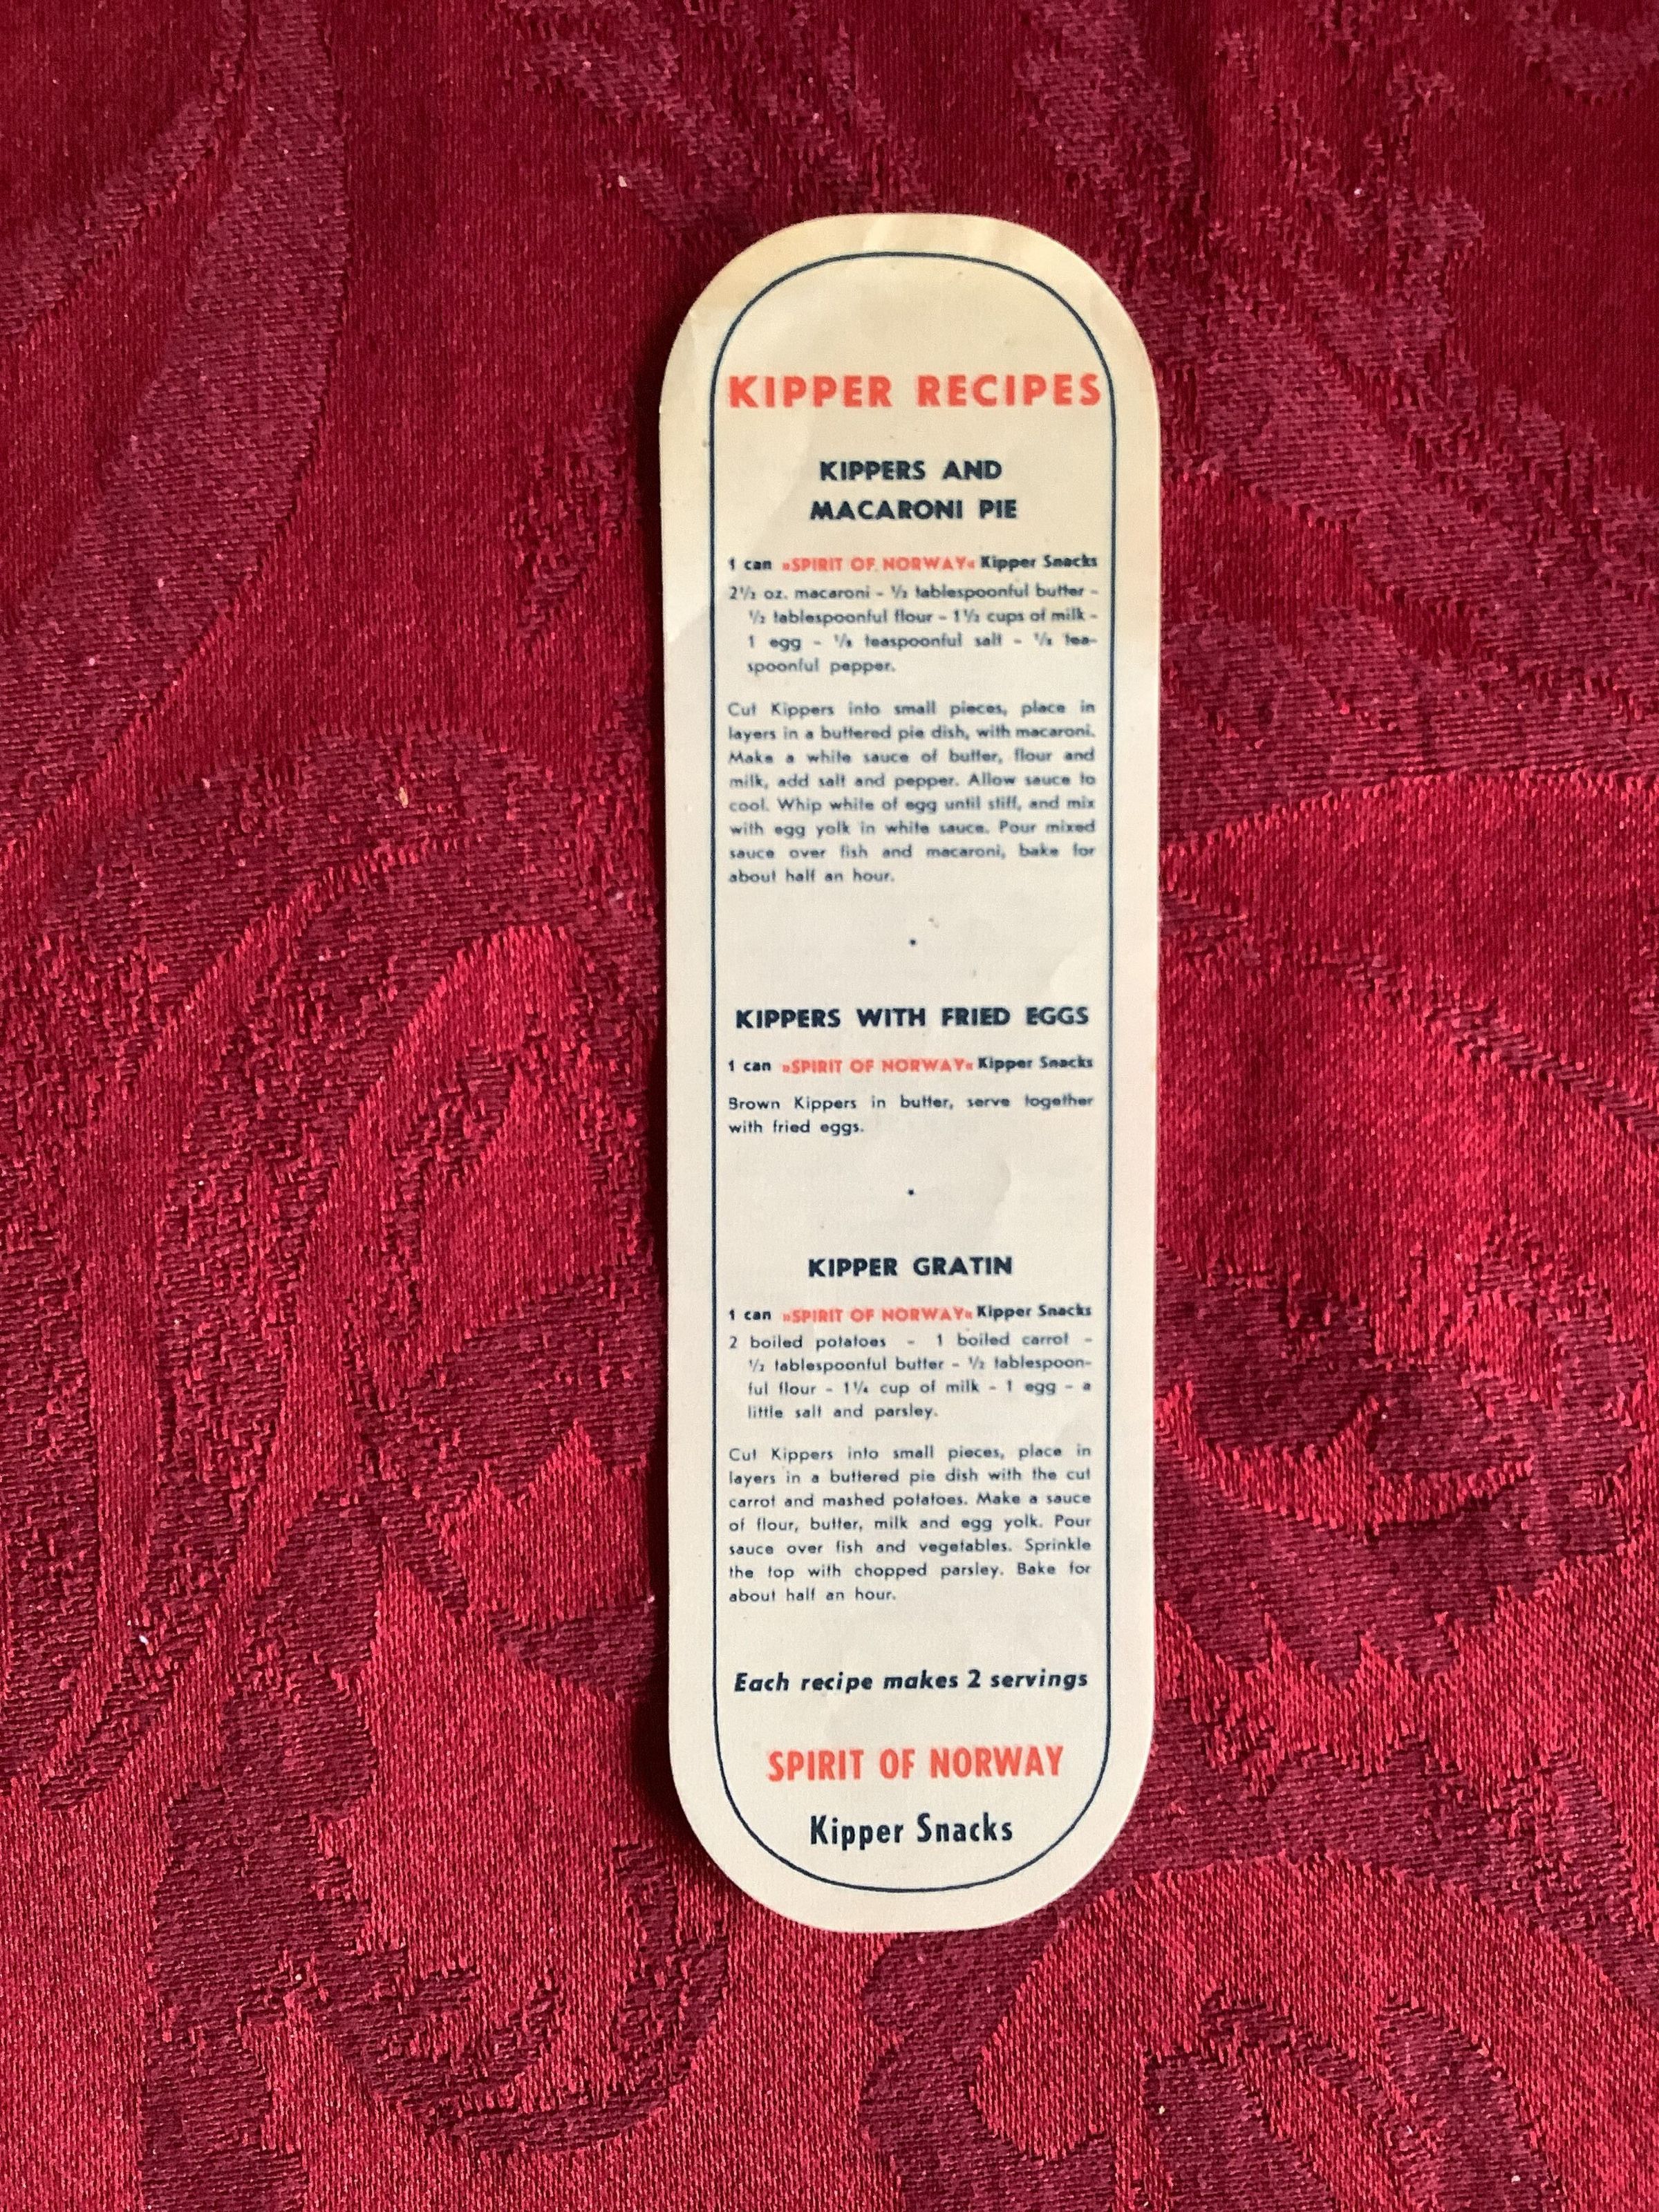 KIPPER RECIPES
KIPPERS AND
MACARONI PIE
1 can »SPIRIT OF NORWAY« Kipper Snacks
2½ oz. macaroni - ½ tablespoonful butter -
½ tablespoonful flour - 1½ cups of milk -
1 egg - ⅛ teaspoonful salt - ⅛ tea-
spoonful pepper.
Cut Kippers into small pieces, place in
layers in a buttered pie dish, with macaroni.
Make a white sauce of butter, flour and
milk, add salt and pepper. Allow sauce to
cool. Whip white of egg until stiff, and mix
with egg yolk in white sauce. Pour mixed
sauce over fish and macaroni, bake for
about half an hour.
KIPPERS WITH FRIED EGGS
1 can »SPIRIT OF NORWAY« Kipper Snacks
Brown Kippers in butter, serve together
with fried eggs.
KIPPER GRATIN
1 can »SPIRIT OF NORWAY« Kipper Snacks
2 boiled potatoes - 1 boiled carrot -
½ tablespoonful butter - ½ tablespoon-
ful flour - 1¼ cup of milk - 1 egg - a
little salt and parsley.
Cut Kippers into small pieces, place in
layers in a buttered pie dish with the cut
carrot and mashed potatoes. Make a sauce
of flour, butter, milk and egg yolk. Pour
sauce over fish and vegetables. Sprinkle
the top with chopped parsley. Bake for
about half an hour.
Each recipe makes 2 servings
SPIRIT OF NORWAY
Kipper Snacks